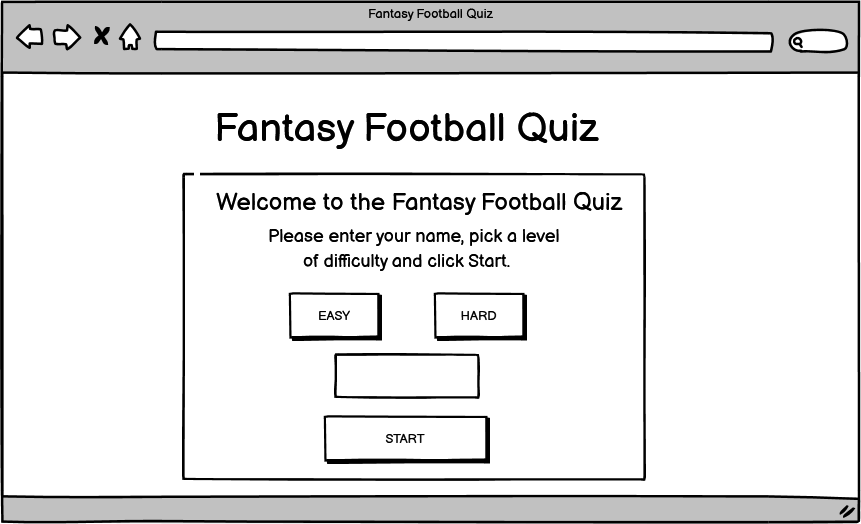 Fantasy Football Quiz
Fantasy Football Quiz
Welcome to the Fantasy Football Quiz
Please enter your name, pick a level
of difficulty and click Start.
EASY
HARD
START